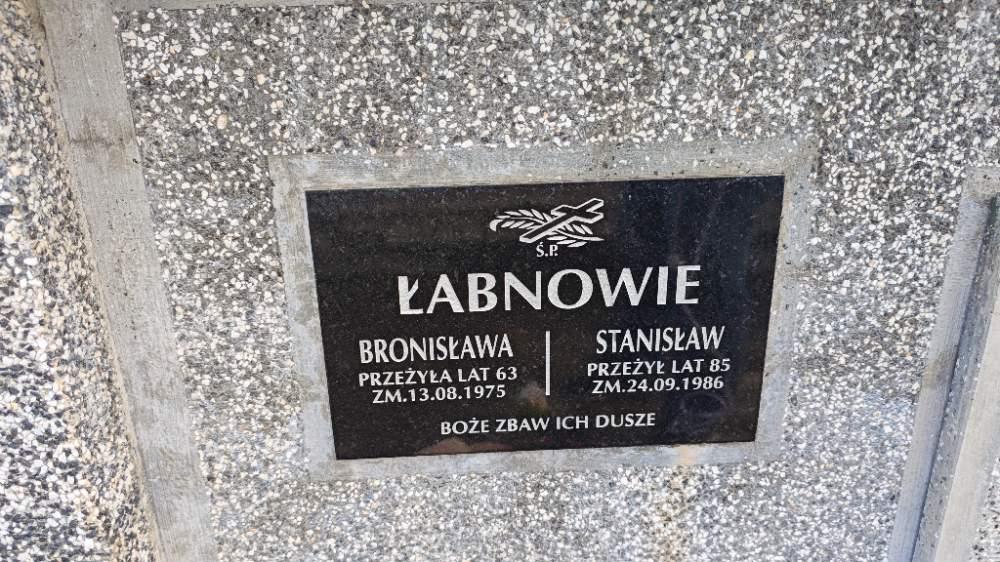 Ś.P.
ŁABNOWIE
BRONISŁAWA
PRZEŻYŁA LAT 63
ZM.13.08.1975
STANISŁAW
PRZEŻYŁ LAT 85
ZM.24.09.1986
BOŻE ZBAW ICH DUSZE